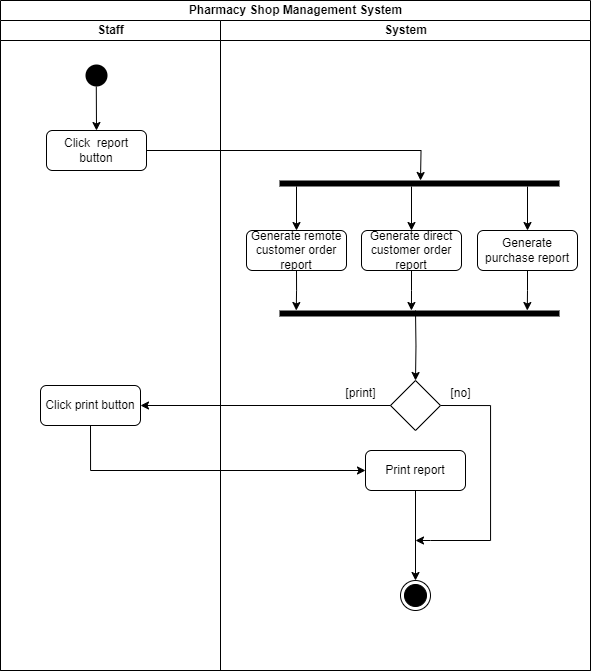 Pharmacy Shop Management System
Staff
System
Click report
button
Generate remote
customer order
report
Generate direct
customer order
report
Generate
purchase report
[print]
[no]
Click print button
Print report